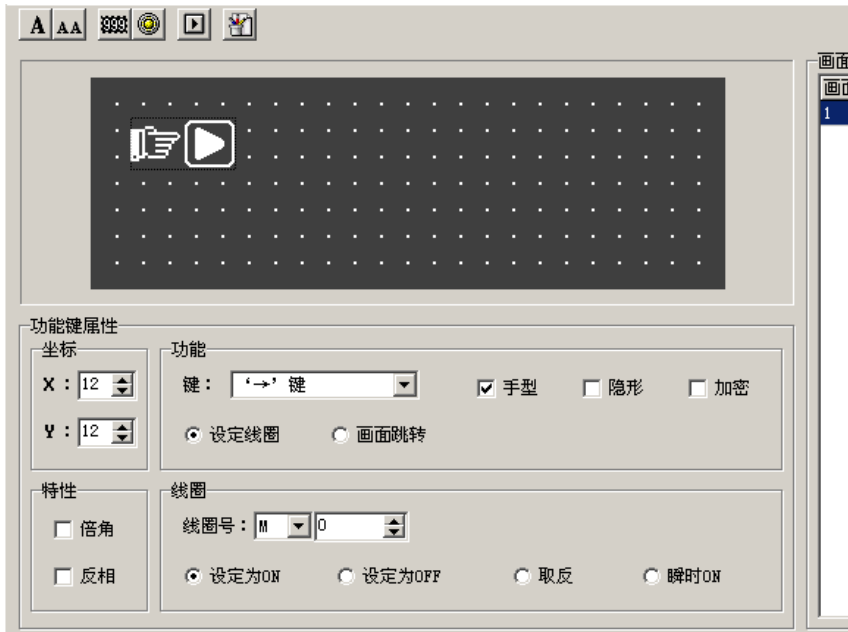 A AA
画面
画面
1
功能键属性
坐标
功能
X：12
键： ‘→’键
手型
隐形
加密
Y：12
设定线圈
画面跳转
特性
线圈
倍角
线圈号：M 0
反相
设定为ON
设定为OFF
取反
瞬时ON